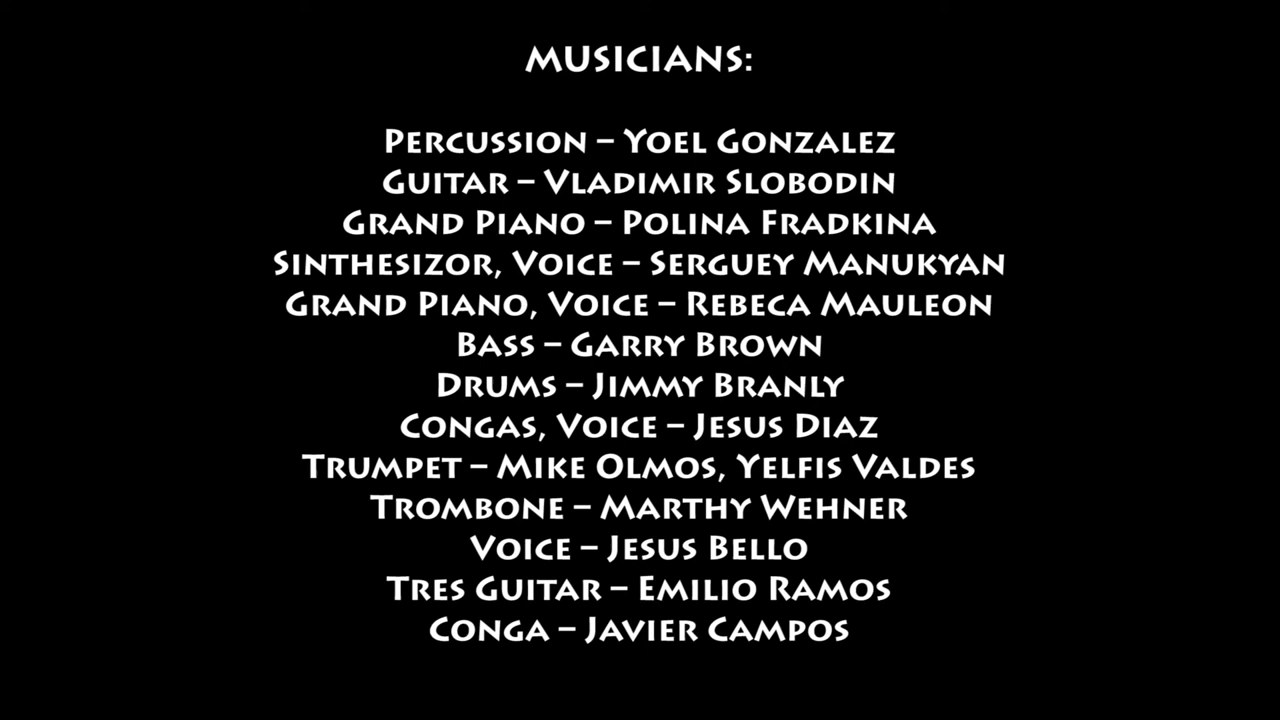 MUSICIANS:
PERCUSSION – YOEL GONZALEZ
GUITAR – VLADIMIR SLOBODIN
GRAND PIANO – POLINA FRADKINA
SINTHESIZOR, VOICE – SERGUEY MANUKYAN
GRAND PIANO, VOICE – REBECA MAULEON
BASS – GARRY BROWN
DRUMS – JIMMY BRANLY
CONGAS, VOICE – JESUS DIAZ
TRUMPET – MIKE OLMOS, YELFIS VALDES
TROMBONE – MARTHY WEHNER
VOICE – JESUS BELLO
TRES GUITAR – EMILIO RAMOS
CONGA – JAVIER CAMPOS